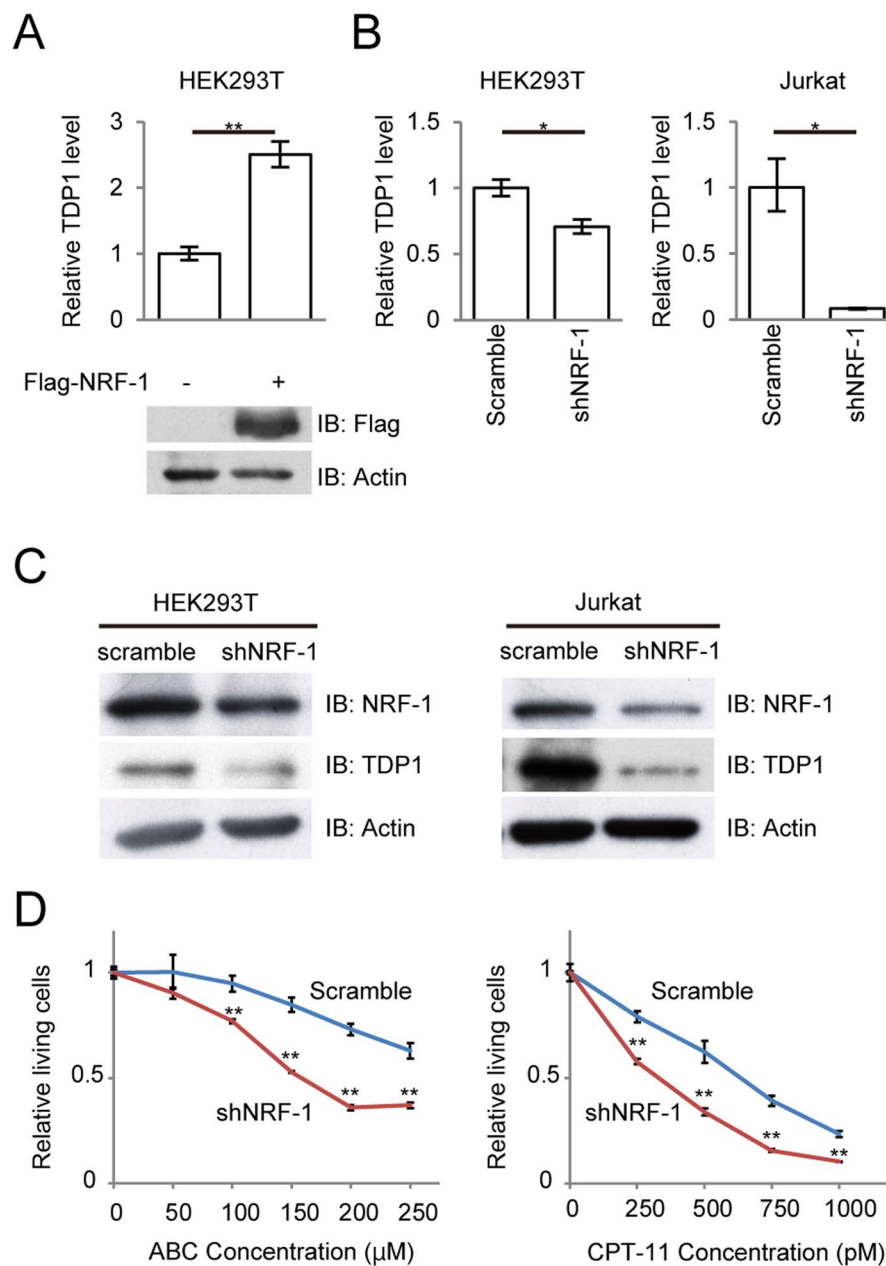 A
B
HEK293T
HEK293T
Jurkat
Relative TDP1 level
3
2
1
0
**
Relative TDP1 level
1.5
1
0.5
0
*
Scramble
shNRF-1
Relative TDP1 level
1.5
1
0.5
0
*
Scramble
shNRF-1
Flag-NRF-1 - +
IB: Flag
IB: Actin
C
HEK293T
scramble shNRF-1
IB: NRF-1
IB: TDP1
IB: Actin
Jurkat
scramble shNRF-1
IB: NRF-1
IB: TDP1
IB: Actin
D
Relative living cells
1
0.5
0
Scramble
shNRF-1
**
**
**
**
0 50 100 150 200 250
ABC Concentration (µM)
Relative living cells
1
0.5
0
Scramble
shNRF-1
**
**
**
**
0 250 500 750 1000
CPT-11 Concentration (pM)